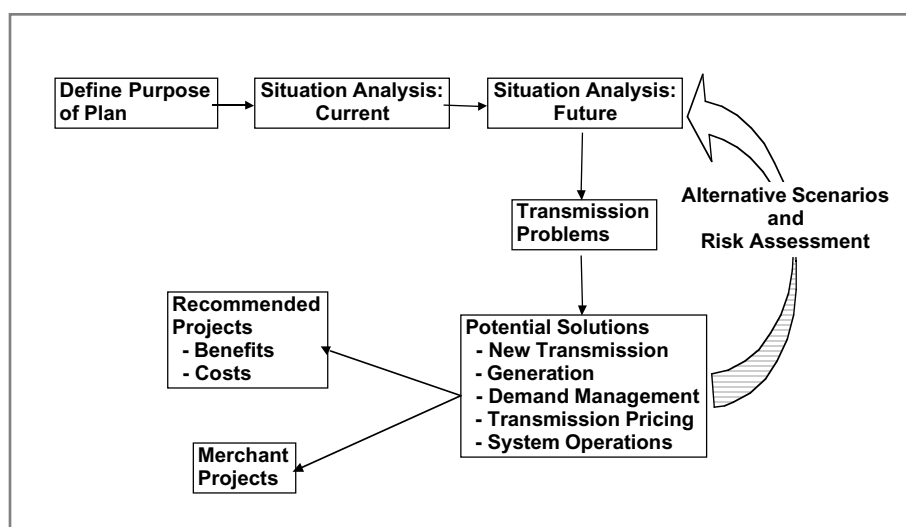 Define Purpose
of Plan
Situation Analysis:
Current
Situation Analysis:
Future
Alternative Scenarios
and
Risk Assessment
Transmission
Problems
Recommended
Projects
- Benefits
- Costs
Potential Solutions
- New Transmission
- Generation
- Demand Management
- Transmission Pricing
- System Operations
Merchant
Projects